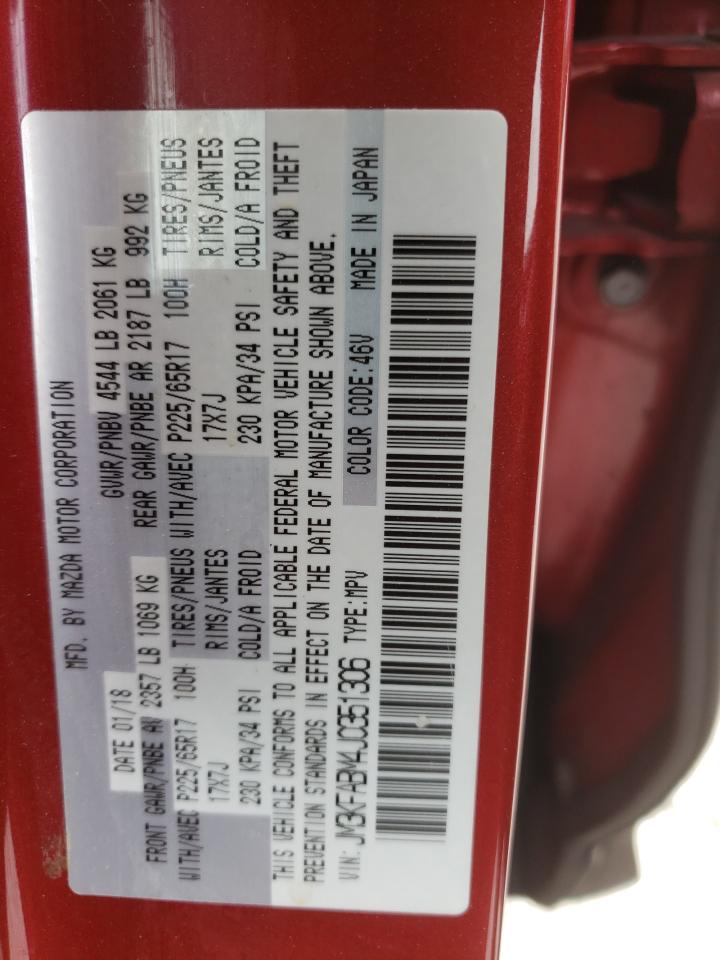 MFD. BY MAZDA MOTOR CORPORATION
DATE 01/18 GVWR/PNBV 4544 LB 2061 KG
FRONT GAWR/PNBE AV 2357 LB 1069 KG REAR GAWR/PNBE AR 2187 LB 992 KG
WITH/AVEC P225/65R17 100H TIRES/PNEUS WITH/AVEC P225/65R17 100H TIRES/PNEUS
17X7J RIMS/JANTES 17X7J RIMS/JANTES
230 KPA/34 PSI COLD/A FROID 230 KPA/34 PSI COLD/A FROID
THIS VEHICLE CONFORMS TO ALL APPLICABLE FEDERAL MOTOR VEHICLE SAFETY AND THEFT
PREVENTION STANDARDS IN EFFECT ON THE DATE OF MANUFACTURE SHOWN ABOVE.
VIN: JM3KFABM4J0351306 TYPE:MPV COLOR CODE:46V MADE IN JAPAN